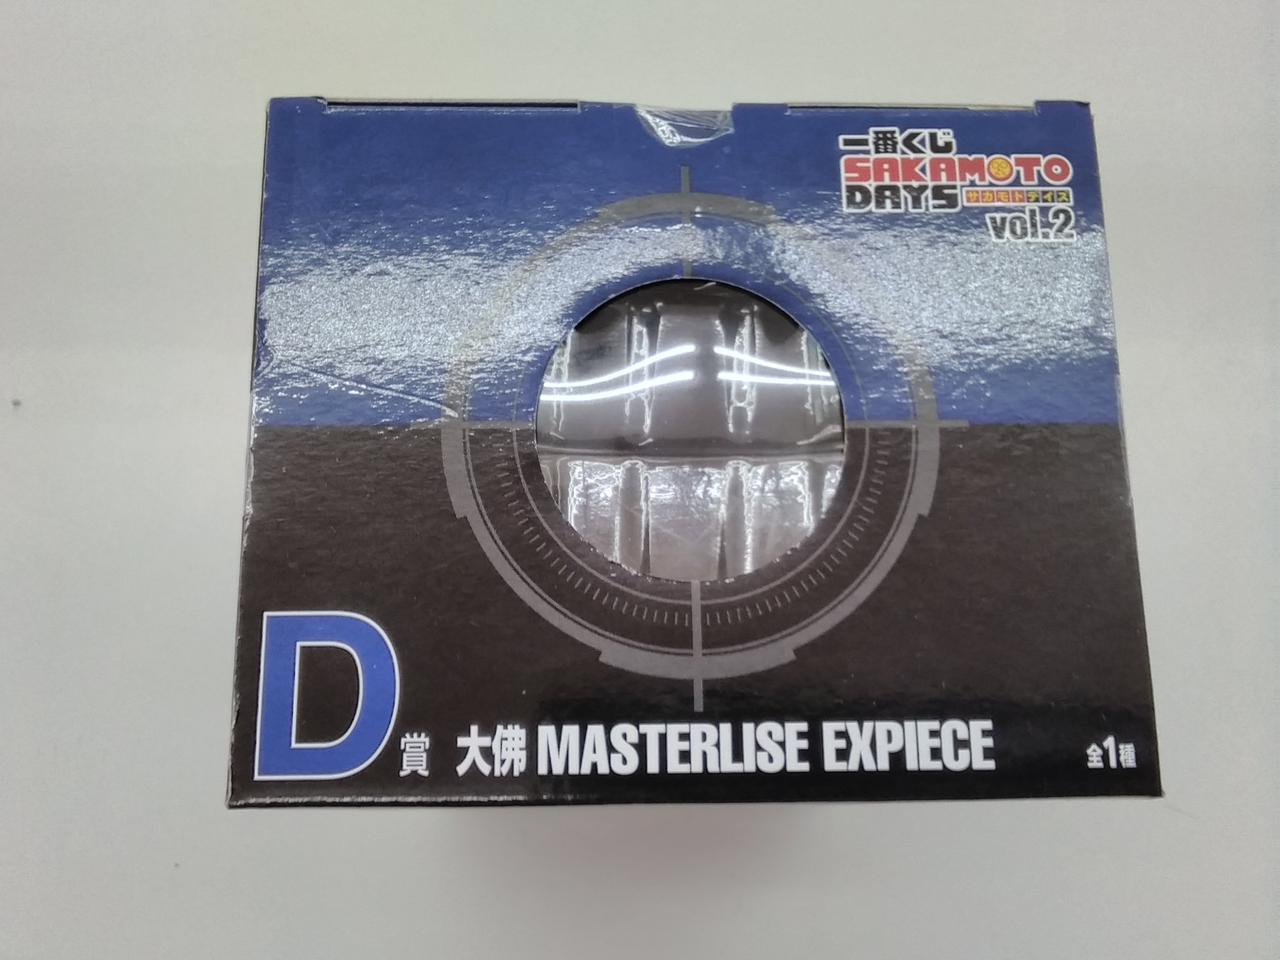 一番くじ
SAKAMOTO
DAYS サカモトデイズ
vol.2
D賞 大佛 MASTERLISE EXPIECE
全1種